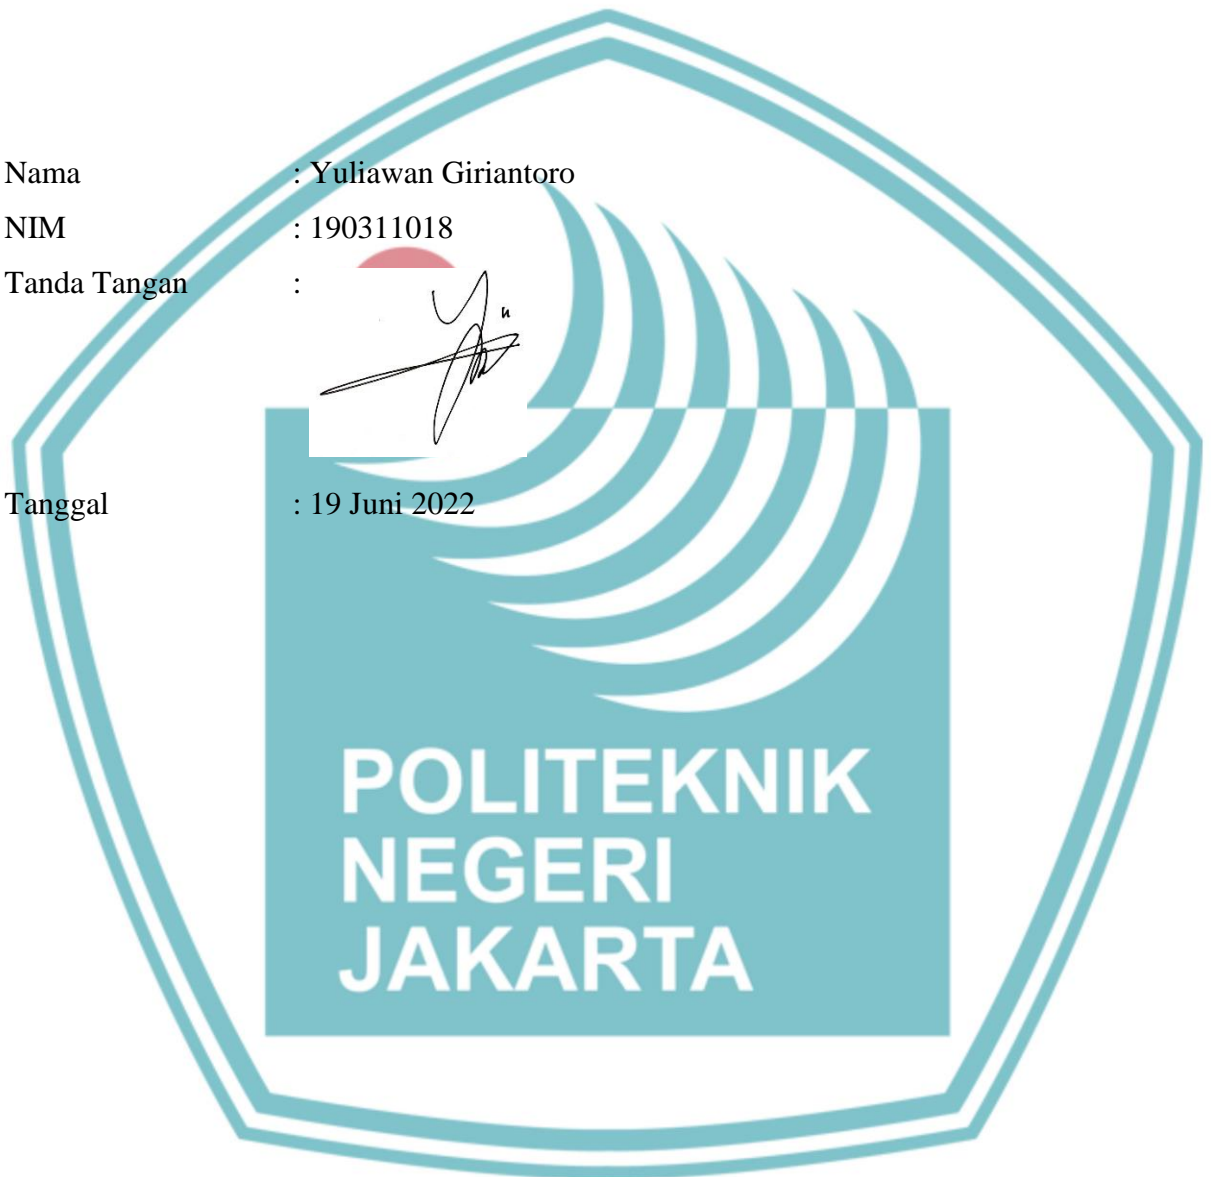 Nama : Yuliawan Giriantoro
NIM : 190311018
Tanda Tangan :
Tanggal : 19 Juni 2022
POLITEKNIK
NEGERI
JAKARTA